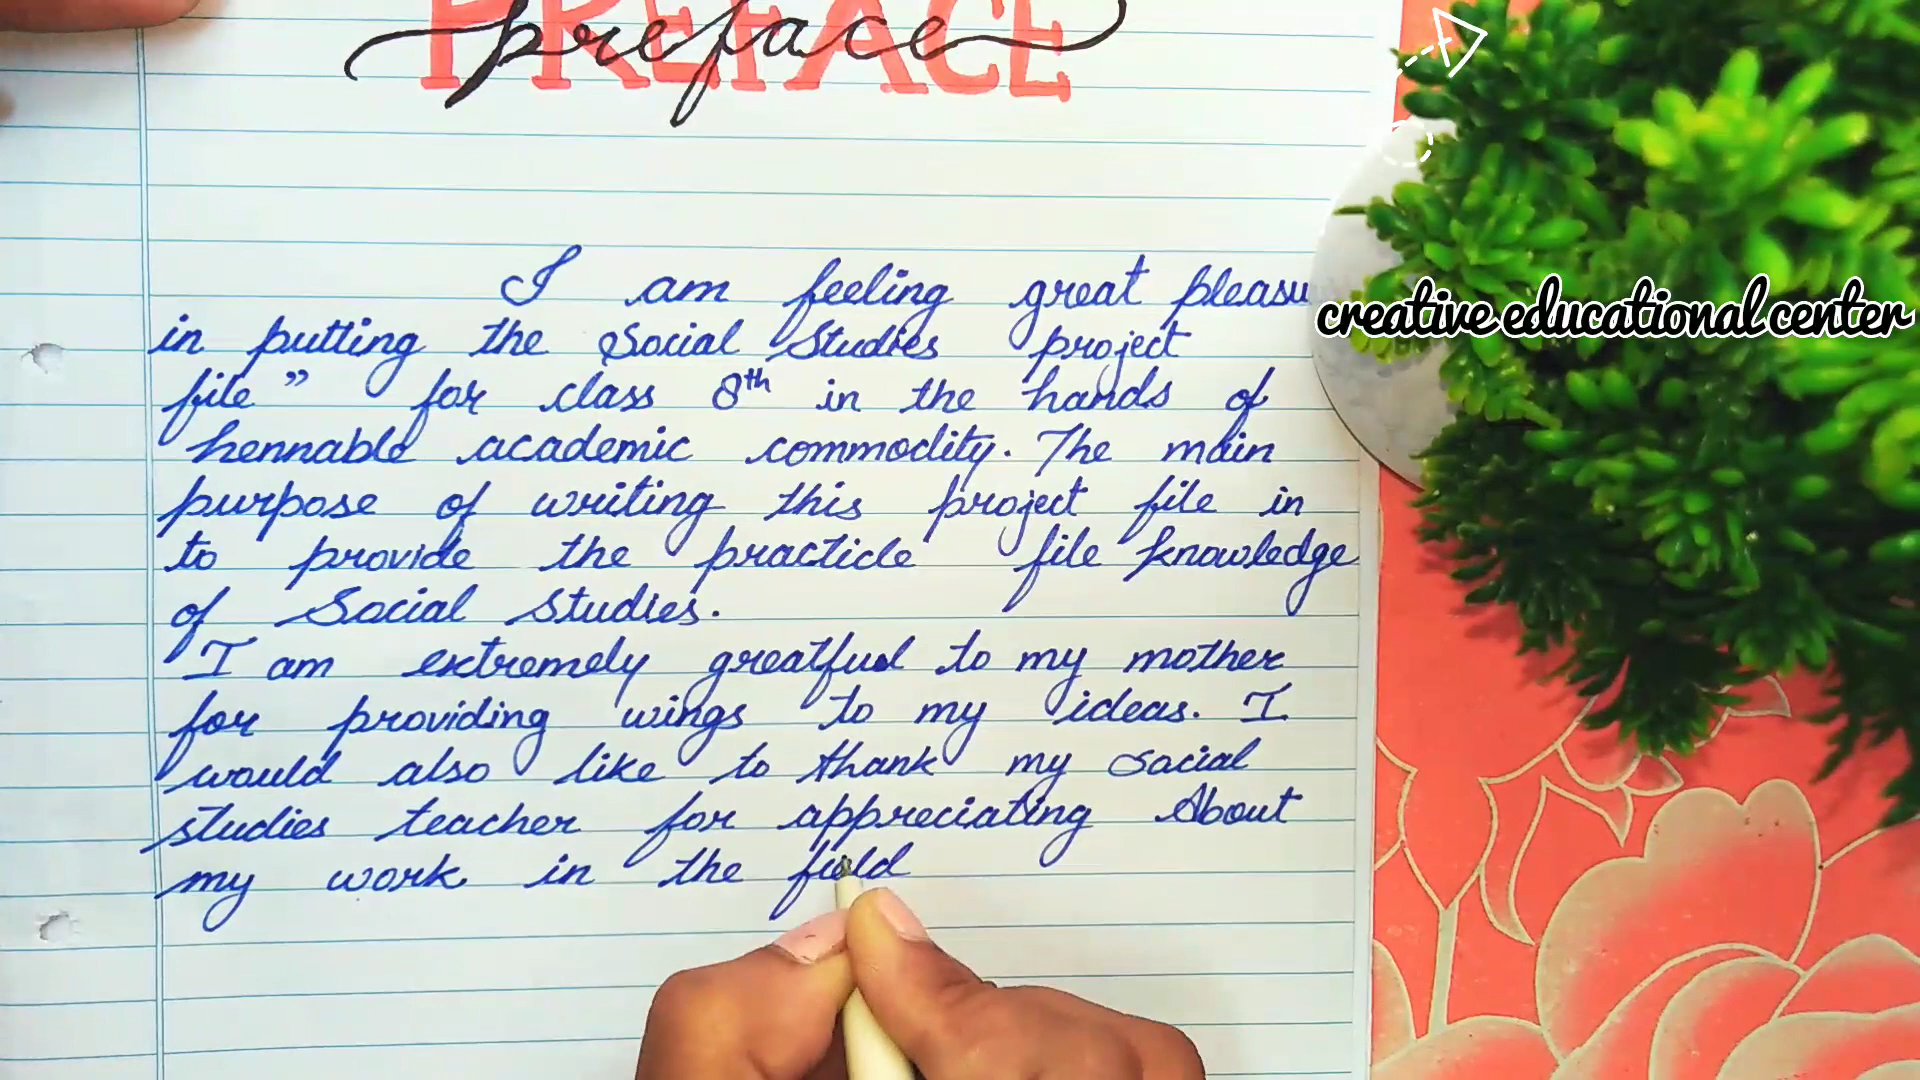 PREFACE
preface
I am feeling great pleasu
creative educational center
in putting the Social Studies project
file" for class 8th in the hands of
hennable academic commodity. The main
purpose of writing this project file in
to provide the practicle file knowledge
of Social Studies.
I am extremely greatful to my mother
for providing wings to my ideas. I
would also like to thank my social
studies teacher for appreciating About
my work in the field